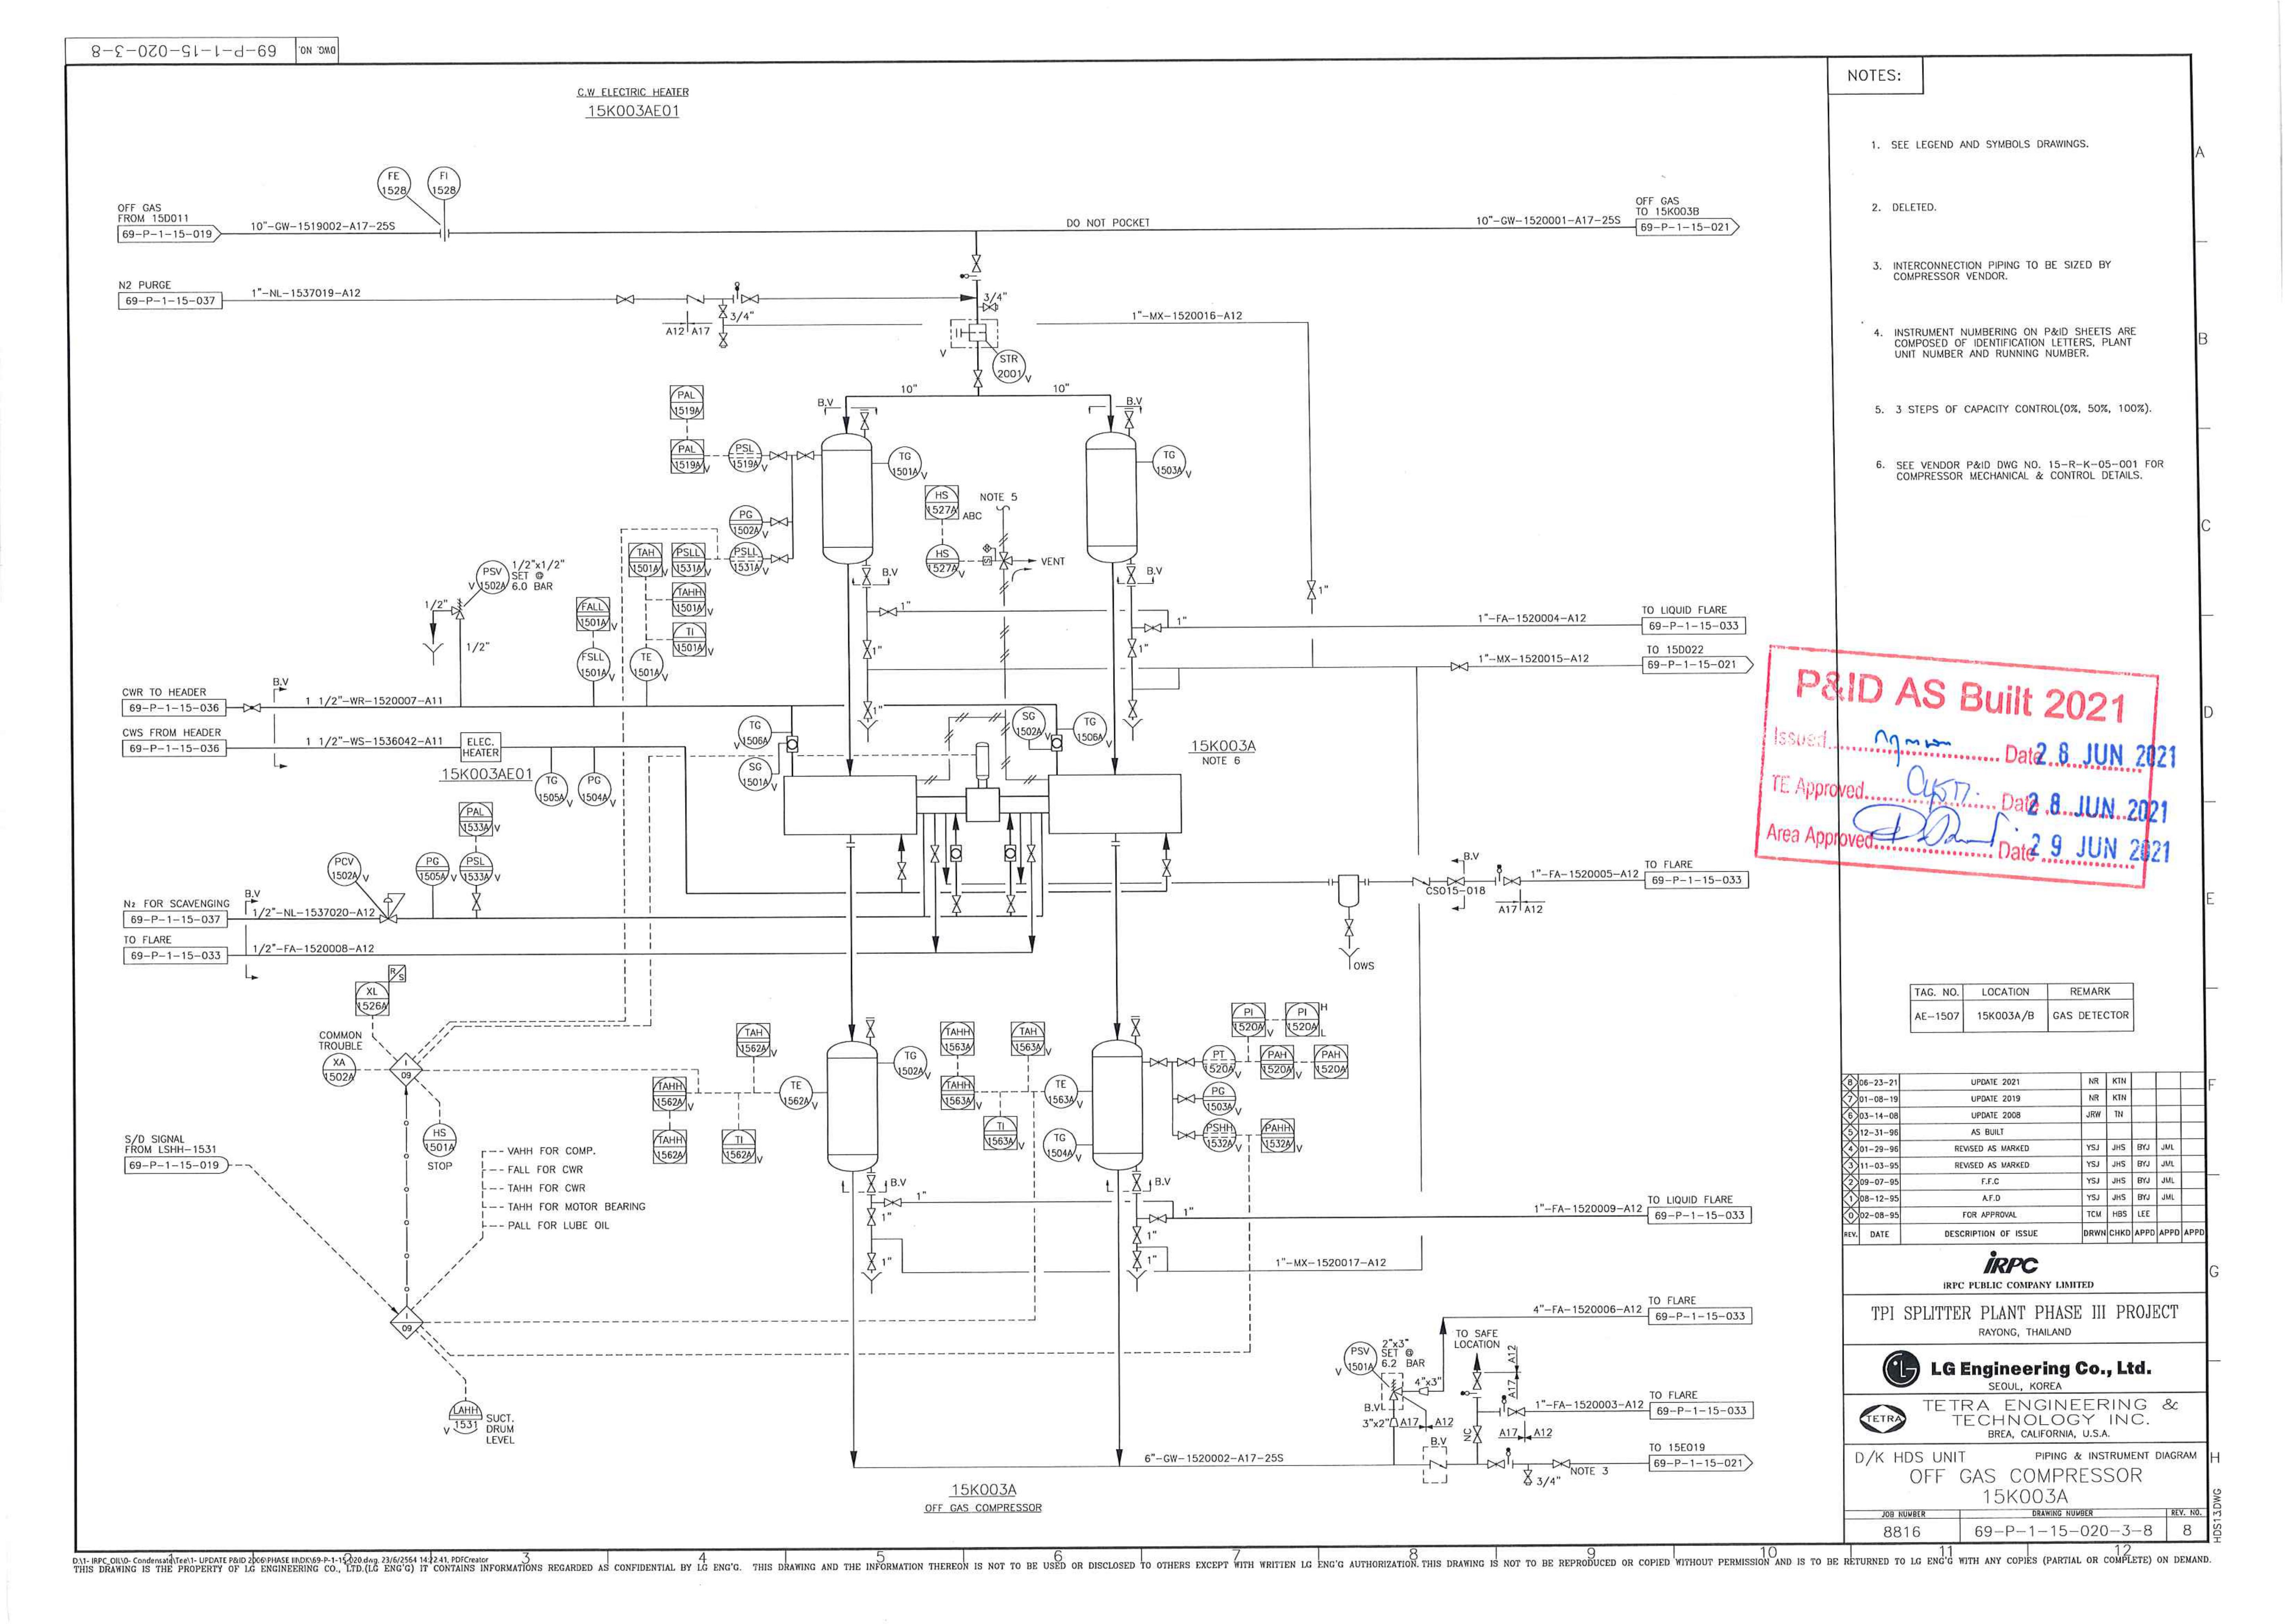 69-P-1-15-020-3-8
DWG. NO.
C.W ELECTRIC HEATER
15K003AE01
FE
1528
FI
1528
OFF GAS
FROM 15D011
69-P-1-15-019
10"-GW-1519002-A17-25S
DO NOT POCKET
10"-GW-1520001-A17-25S
OFF GAS
TO 15K003B
69-P-1-15-021
N2 PURGE
69-P-1-15-037
1"-NL-1537019-A12
A12
A17
3/4"
3/4"
1"-MX-1520016-A12
V
STR
2001
V
10"
10"
B.V
B.V
PAL
1519A
PAL
1519A
V
PSL
1519A
V
TG
1501A
V
TG
1503A
V
HS
1527A
ABC
NOTE 5
PG
1502A
V
HS
1527A
V
S
VENT
TAH
1501A
V
PSLL
1531A
V
PSLL
1531A
V
TAHH
1501A
V
TI
1501A
V
PSV
1502A
V
1/2"x1/2"
SET @
6.0 BAR
1/2"
1/2"
FALL
1501A
V
FSLL
1501A
V
TE
1501A
V
B.V
B.V
1"
1"
1"
1"
1"
1"
1"-FA-1520004-A12
TO LIQUID FLARE
69-P-1-15-033
1"-MX-1520015-A12
TO 15D022
69-P-1-15-021
CWR TO HEADER
69-P-1-15-036
B.V
1 1/2"-WR-1520007-A11
CWS FROM HEADER
69-P-1-15-036
1 1/2"-WS-1536042-A11
ELEC.
HEATER
15K003AE01
TG
1505A
V
PG
1504A
V
TG
1506A
V
SG
1501A
V
SG
1502A
V
TG
1506A
V
15K003A
NOTE 6
PAL
1533A
V
PCV
1502A
V
PG
1505A
V
PSL
1533A
V
N2 FOR SCAVENGING
69-P-1-15-037
B.V
1/2"-NL-1537020-A12
TO FLARE
69-P-1-15-033
1/2"-FA-1520008-A12
B.V
CSO15-018
A17
A12
1"-FA-1520005-A12
TO FLARE
69-P-1-15-033
OWS
R/S
XL
1526A
COMMON
TROUBLE
XA
1502A
I
09
HS
1501A
STOP
S/D SIGNAL
FROM LSHH-1531
69-P-1-15-019
VAHH FOR COMP.
FALL FOR CWR
TAHH FOR CWR
TAHH FOR MOTOR BEARING
PALL FOR LUBE OIL
I
09
LAHH
1531
V
SUCT.
DRUM
LEVEL
TAH
1562A
V
TAHH
1562A
V
TAHH
1562A
TI
1562A
V
TE
1562A
V
TG
1502A
V
TAHH
1563A
TAH
1563A
V
TAHH
1563A
V
TI
1563A
V
TE
1563A
V
TG
1504A
V
PI
1520A
V
PI
1520A
H
L
PT
1520A
V
PAH
1520A
V
PAH
1520A
PG
1503A
V
PSHH
1532A
V
PAHH
1532A
V
B.V
B.V
1"
1"
1"
1"
1"
1"
1"-FA-1520009-A12
TO LIQUID FLARE
69-P-1-15-033
1"-MX-1520017-A12
4"-FA-1520006-A12
TO FLARE
69-P-1-15-033
PSV
1501A
V
2"x3"
SET @
6.2 BAR
4"x3"
B.V
3"x2"
A17
A12
TO SAFE
LOCATION
A12
A17
NC
1"-FA-1520003-A12
TO FLARE
69-P-1-15-033
A17
A12
B.V
3/4"
NOTE 3
TO 15E019
69-P-1-15-021
6"-GW-1520002-A17-25S
15K003A
OFF GAS COMPRESSOR
NOTES:
1. SEE LEGEND AND SYMBOLS DRAWINGS.
2. DELETED.
3. INTERCONNECTION PIPING TO BE SIZED BY
COMPRESSOR VENDOR.
4. INSTRUMENT NUMBERING ON P&ID SHEETS ARE
COMPOSED OF IDENTIFICATION LETTERS, PLANT
UNIT NUMBER AND RUNNING NUMBER.
5. 3 STEPS OF CAPACITY CONTROL(0%, 50%, 100%).
6. SEE VENDOR P&ID DWG NO. 15-R-K-05-001 FOR
COMPRESSOR MECHANICAL & CONTROL DETAILS.
P&ID AS Built 2021
Issued Date 28 JUN 2021
TE Approved Date 28 JUN 2021
Area Approved Date 29 JUN 2021
TAG. NO. LOCATION REMARK
AE-1507 15K003A/B GAS DETECTOR
8 06-23-21 UPDATE 2021 NR KTN
7 01-08-19 UPDATE 2019 NR KTN
6 03-14-08 UPDATE 2008 JRW TN
5 12-31-96 AS BUILT
4 01-29-96 REVISED AS MARKED YSJ JHS BYJ JML
3 11-03-95 REVISED AS MARKED YSJ JHS BYJ JML
2 09-07-95 F.F.C YSJ JHS BYJ JML
1 08-12-95 A.F.D YSJ JHS BYJ JML
0 02-08-95 FOR APPROVAL TCM HBS LEE
REV. DATE DESCRIPTION OF ISSUE DRWN CHKD APPD APPD APPD
iRPC
IRPC PUBLIC COMPANY LIMITED
TPI SPLITTER PLANT PHASE III PROJECT
RAYONG, THAILAND
LG Engineering Co., Ltd.
SEOUL, KOREA
TETRA
TETRA ENGINEERING &
TECHNOLOGY INC.
BREA, CALIFORNIA, U.S.A.
D/K HDS UNIT PIPING & INSTRUMENT DIAGRAM
OFF GAS COMPRESSOR
15K003A
JOB NUMBER DRAWING NUMBER REV. NO.
8816 69-P-1-15-020-3-8 8
HDS13.DWG
A
B
C
D
E
F
G
H
1 2 3 4 5 6 7 8 9 10 11 12
D:\1- IRPC_OIL\0- Condensate\Tee\1- UPDATE P&ID 2006\PHASE III\DK\69-P-1-15-020.dwg, 23/6/2564 14:22:41, PDFCreator
THIS DRAWING IS THE PROPERTY OF LG ENGINEERING CO., LTD.(LG ENG'G) IT CONTAINS INFORMATIONS REGARDED AS CONFIDENTIAL BY LG ENG'G. THIS DRAWING AND THE INFORMATION THEREON IS NOT TO BE USED OR DISCLOSED TO OTHERS EXCEPT WITH WRITTEN LG ENG'G AUTHORIZATION. THIS DRAWING IS NOT TO BE REPRODUCED OR COPIED WITHOUT PERMISSION AND IS TO BE RETURNED TO LG ENG'G WITH ANY COPIES (PARTIAL OR COMPLETE) ON DEMAND.